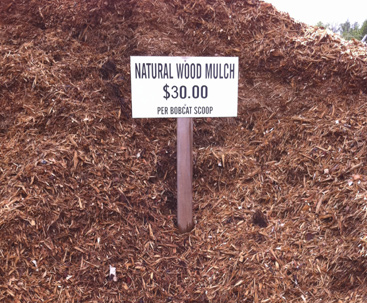 NATURAL WOOD MULCH
$30.00
PER BOBCAT SCOOP